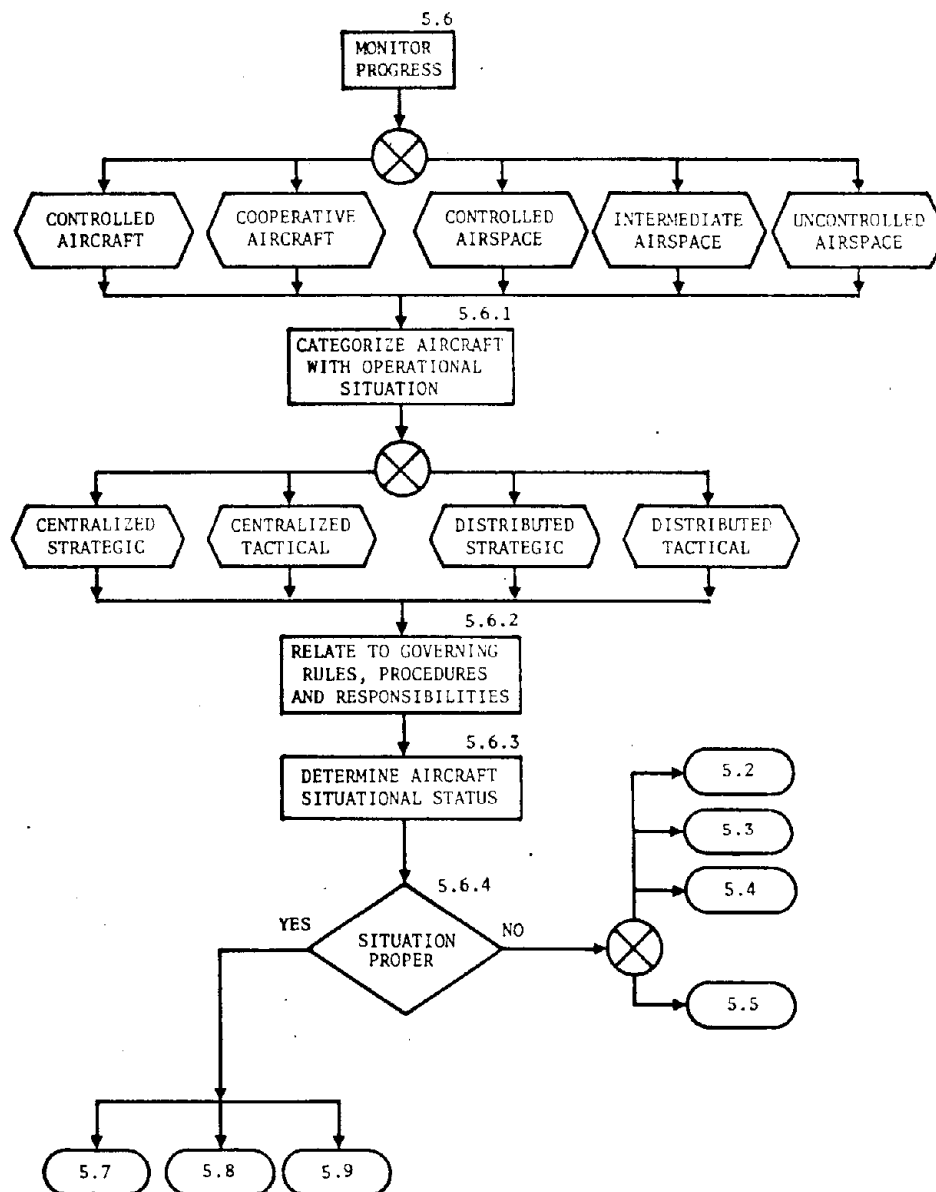 5.6
MONITOR
PROGRESS
CONTROLLED
AIRCRAFT
COOPERATIVE
AIRCRAFT
CONTROLLED
AIRSPACE
INTERMEDIATE
AIRSPACE
UNCONTROLLED
AIRSPACE
5.6.1
CATEGORIZE AIRCRAFT
WITH OPERATIONAL
SITUATION
CENTRALIZED
STRATEGIC
CENTRALIZED
TACTICAL
DISTRIBUTED
STRATEGIC
DISTRIBUTED
TACTICAL
5.6.2
RELATE TO GOVERNING
RULES, PROCEDURES
AND RESPONSIBILITIES
5.6.3
DETERMINE AIRCRAFT
SITUATIONAL STATUS
5.2
5.3
5.4
5.6.4
YES
SITUATION
PROPER
NO
5.5
5.7
5.8
5.9